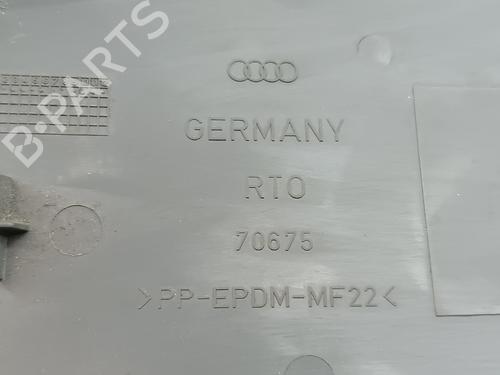 B-PARTS
GERMANY
RTO
70675
>PP-EPDM-MF22<